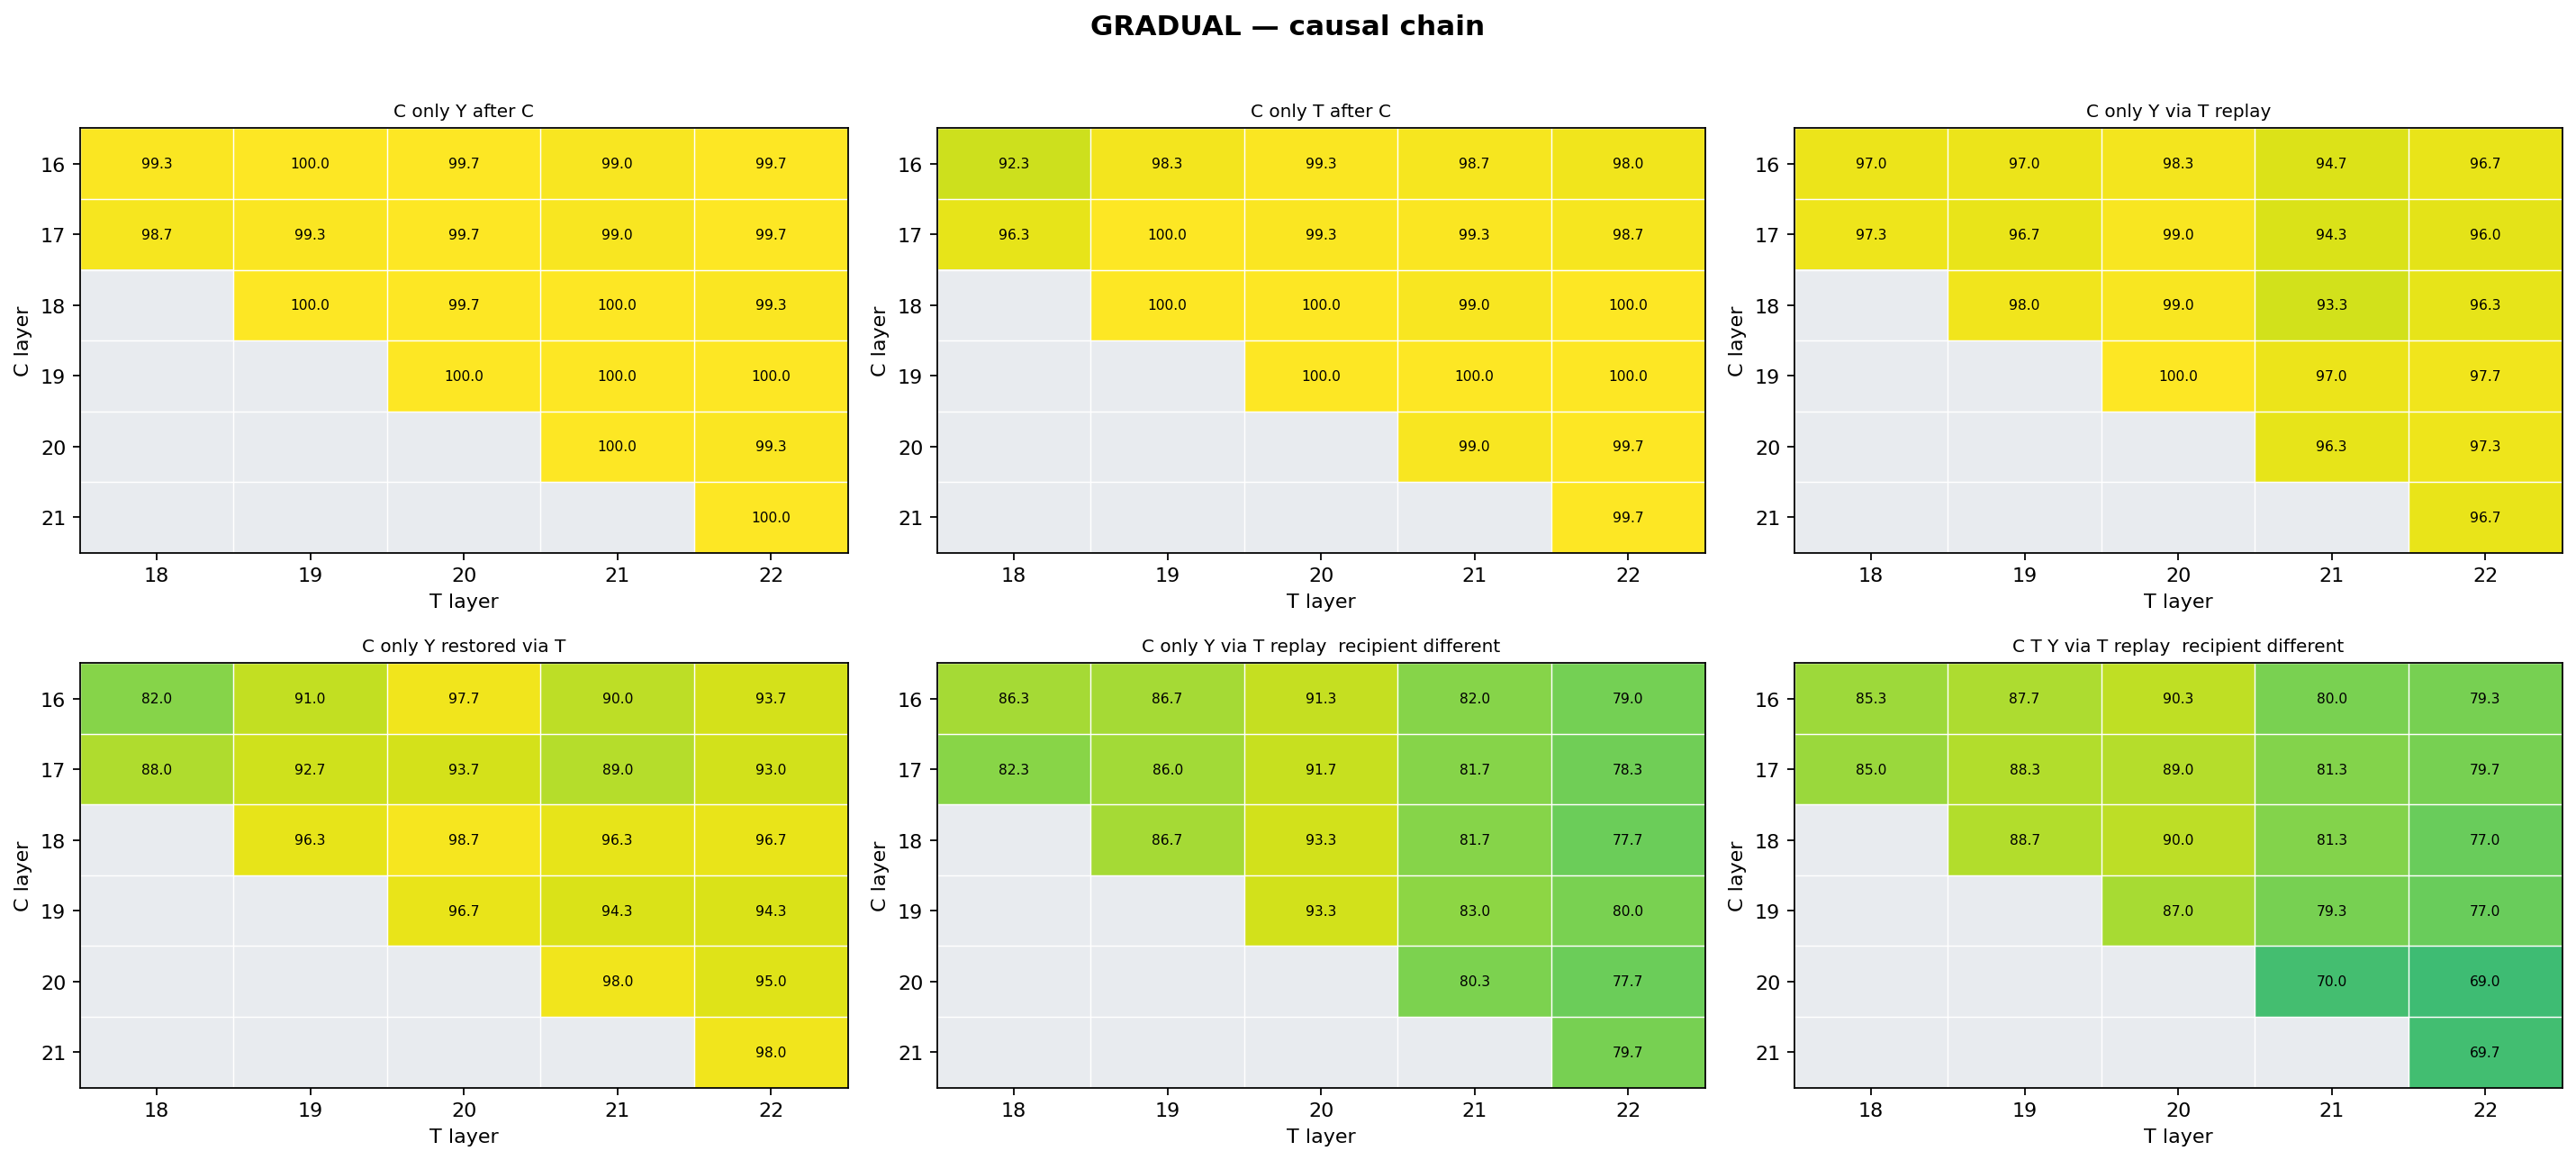 GRADUAL — causal chain
C only Y after C
16 99.3 100.0 99.7 99.0 99.7
17 98.7 99.3 99.7 99.0 99.7
18 100.0 99.7 100.0 99.3
19 100.0 100.0 100.0
20 100.0 99.3
21 100.0
C layer
18 19 20 21 22
T layer
C only T after C
16 92.3 98.3 99.3 98.7 98.0
17 96.3 100.0 99.3 99.3 98.7
18 100.0 100.0 99.0 100.0
19 100.0 100.0 100.0
20 99.0 99.7
21 99.7
C layer
18 19 20 21 22
T layer
C only Y via T replay
16 97.0 97.0 98.3 94.7 96.7
17 97.3 96.7 99.0 94.3 96.0
18 98.0 99.0 93.3 96.3
19 100.0 97.0 97.7
20 96.3 97.3
21 96.7
C layer
18 19 20 21 22
T layer
C only Y restored via T
16 82.0 91.0 97.7 90.0 93.7
17 88.0 92.7 93.7 89.0 93.0
18 96.3 98.7 96.3 96.7
19 96.7 94.3 94.3
20 98.0 95.0
21 98.0
C layer
18 19 20 21 22
T layer
C only Y via T replay  recipient different
16 86.3 86.7 91.3 82.0 79.0
17 82.3 86.0 91.7 81.7 78.3
18 86.7 93.3 81.7 77.7
19 93.3 83.0 80.0
20 80.3 77.7
21 79.7
C layer
18 19 20 21 22
T layer
C T Y via T replay  recipient different
16 85.3 87.7 90.3 80.0 79.3
17 85.0 88.3 89.0 81.3 79.7
18 88.7 90.0 81.3 77.0
19 87.0 79.3 77.0
20 70.0 69.0
21 69.7
C layer
18 19 20 21 22
T layer